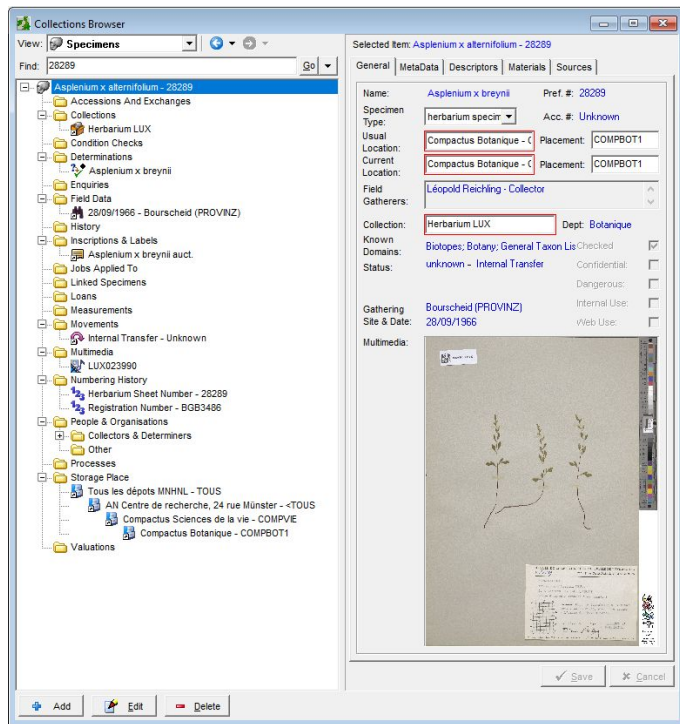 Collections Browser
View: Specimens
Find: 28289 Go
Asplenium x alternifolium - 28289
Accessions And Exchanges
Collections
Herbarium LUX
Condition Checks
Determinations
Asplenium x breynii
Enquiries
Field Data
28/09/1966 - Bourscheid (PROVINZ)
History
Inscriptions & Labels
Asplenium x breynii auct.
Jobs Applied To
Linked Specimens
Loans
Measurements
Movements
Internal Transfer - Unknown
Multimedia
LUX023990
Numbering History
Herbarium Sheet Number - 28289
Registration Number - BGB3486
People & Organisations
Collectors & Determiners
Other
Processes
Storage Place
Tous les dépots MNHNL - TOUS
AN Centre de recherche, 24 rue Münster - <TOUS
Compactus Sciences de la vie - COMPVIE
Compactus Botanique - COMPBOT1
Valuations
Add Edit Delete
Selected Item: Asplenium x alternifolium - 28289
General MetaData Descriptors Materials Sources
Name: Asplenium x breynii Pref. #: 28289
Specimen Type: herbarium specim Acc. #: Unknown
Usual Location: Compactus Botanique - C Placement: COMPBOT1
Current Location: Compactus Botanique - C Placement: COMPBOT1
Field Gatherers: Léopold Reichling - Collector
Collection: Herbarium LUX Dept: Botanique
Known Domains: Biotopes; Botany; General Taxon Lis Checked
Status: unknown - Internal Transfer Confidential:
Dangerous:
Internal Use:
Gathering Site & Date: Bourscheid (PROVINZ)
28/09/1966 Web Use:
Multimedia:
Save Cancel